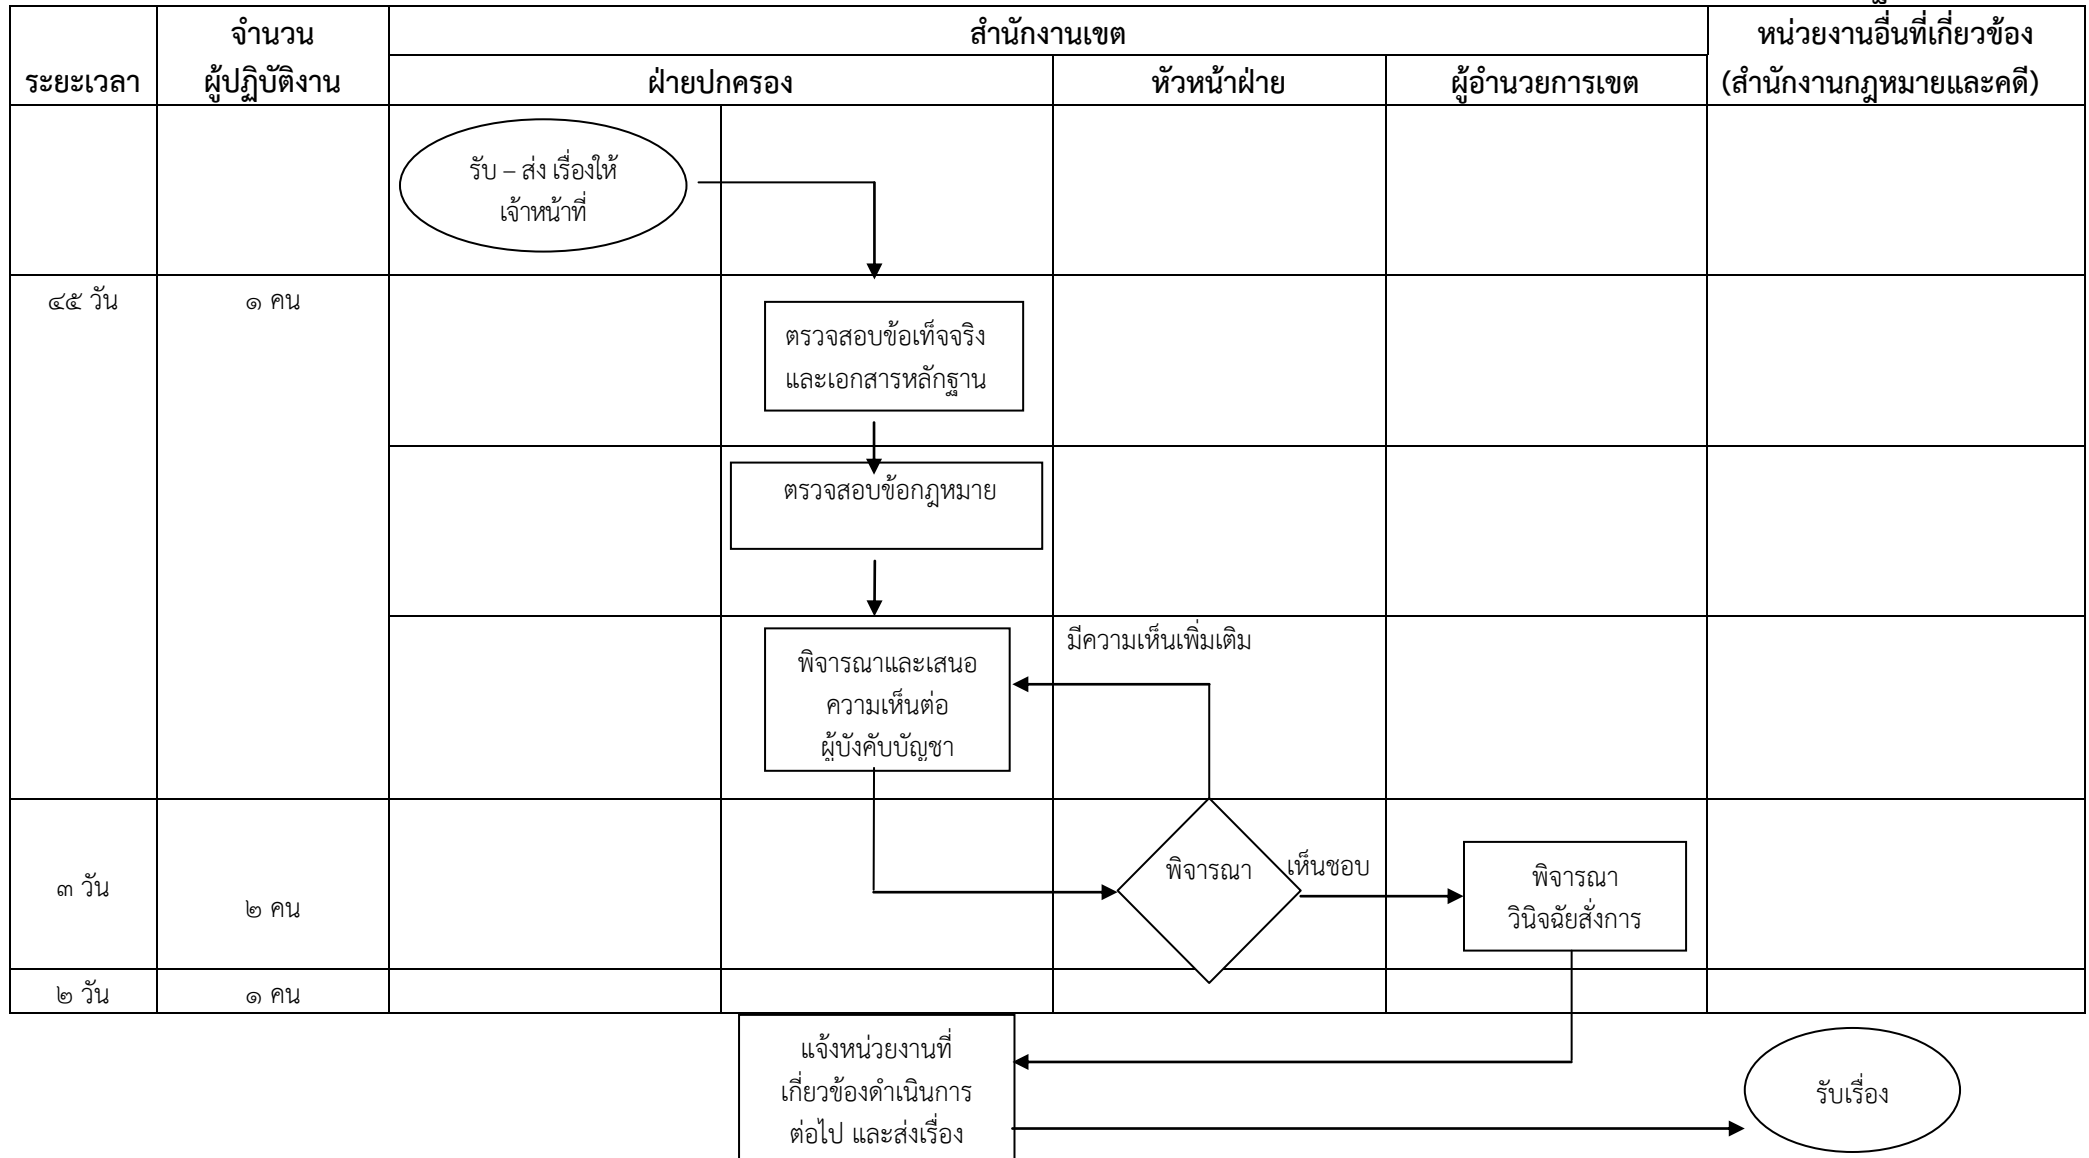 ระยะเวลา
จำนวน
ผู้ปฏิบัติงาน
สำนักงานเขต
หน่วยงานอื่นที่เกี่ยวข้อง
(สำนักงานกฎหมายและคดี)
ฝ่ายปกครอง
หัวหน้าฝ่าย
ผู้อำนวยการเขต
รับ – ส่ง เรื่องให้
เจ้าหน้าที่
๔๕ วัน
๑ คน
ตรวจสอบข้อเท็จจริง
และเอกสารหลักฐาน
ตรวจสอบข้อกฎหมาย
พิจารณาและเสนอ
ความเห็นต่อ
ผู้บังคับบัญชา
มีความเห็นเพิ่มเติม
๓ วัน
๒ คน
พิจารณา
เห็นชอบ
พิจารณา
วินิจฉัยสั่งการ
๒ วัน
๑ คน
แจ้งหน่วยงานที่
เกี่ยวข้องดำเนินการ
ต่อไป และส่งเรื่อง
รับเรื่อง